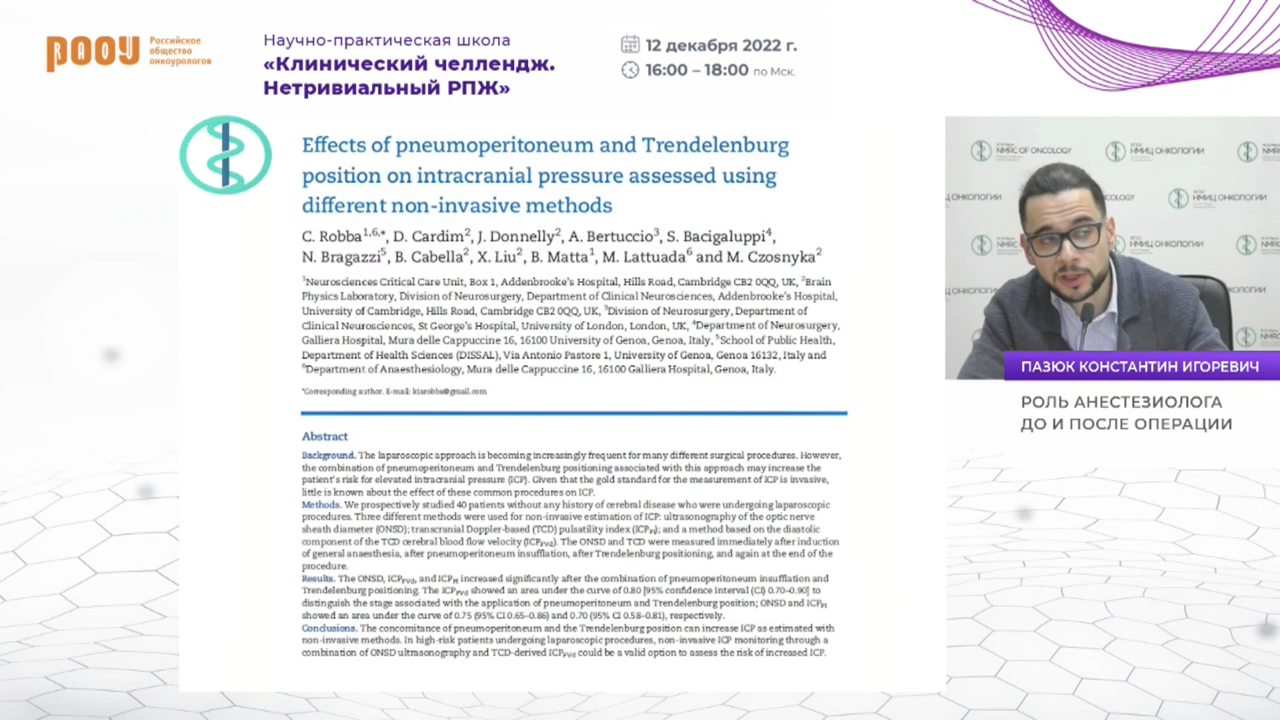 РАОУ
Российское
общество
онкоурологов
Научно-практическая школа
«Клинический челлендж.
Нетривиальный РПЖ»
12 декабря 2022 г.
16:00 – 18:00 по Мск.
Effects of pneumoperitoneum and Trendelenburg
position on intracranial pressure assessed using
different non-invasive methods
C. Robba1,6,*, D. Cardim2, J. Donnelly2, A. Bertuccio3, S. Bacigaluppi4,
N. Bragazzi5, B. Cabella2, X. Liu2, B. Matta1, M. Lattuada6 and M. Czosnyka2
1Neurosciences Critical Care Unit, Box 1, Addenbrooke's Hospital, Hills Road, Cambridge CB2 0QQ, UK, 2Brain
Physics Laboratory, Division of Neurosurgery, Department of Clinical Neurosciences, Addenbrooke's Hospital,
University of Cambridge, Hills Road, Cambridge CB2 0QQ, UK, 3Division of Neurosurgery, Department of
Clinical Neurosciences, St George's Hospital, University of London, London, UK, 4Department of Neurosurgery,
Galliera Hospital, Mura delle Cappuccine 16, 16100 University of Genoa, Genoa, Italy, 5School of Public Health,
Department of Health Sciences (DISSAL), Via Antonio Pastore 1, University of Genoa, Genoa 16132, Italy and
6Department of Anaesthesiology, Mura delle Cappuccine 16, 16100 Galliera Hospital, Genoa, Italy.
*Corresponding author. E-mail: kiarobba@gmail.com
Abstract
Background. The laparoscopic approach is becoming increasingly frequent for many different surgical procedures. However,
the combination of pneumoperitoneum and Trendelenburg positioning associated with this approach may increase the
patient's risk for elevated intracranial pressure (ICP). Given that the gold standard for the measurement of ICP is invasive,
little is known about the effect of these common procedures on ICP.
Methods. We prospectively studied 40 patients without any history of cerebral disease who were undergoing laparoscopic
procedures. Three different methods were used for non-invasive estimation of ICP: ultrasonography of the optic nerve
sheath diameter (ONSD); transcranial Doppler-based (TCD) pulsatility index (ICPPI); and a method based on the diastolic
component of the TCD cerebral blood flow velocity (ICPFVd). The ONSD and TCD were measured immediately after induction
of general anaesthesia, after pneumoperitoneum insufflation, after Trendelenburg positioning, and again at the end of the
procedure.
Results. The ONSD, ICPFVd, and ICPPI increased significantly after the combination of pneumoperitoneum insufflation and
Trendelenburg positioning. The ICPFVd showed an area under the curve of 0.80 [95% confidence interval (CI) 0.70–0.90] to
distinguish the stage associated with the application of pneumoperitoneum and Trendelenburg position; ONSD and ICPPI
showed an area under the curve of 0.75 (95% CI 0.65–0.86) and 0.70 (95% CI 0.58–0.81), respectively.
Conclusions. The concomitance of pneumoperitoneum and the Trendelenburg position can increase ICP as estimated with
non-invasive methods. In high-risk patients undergoing laparoscopic procedures, non-invasive ICP monitoring through a
combination of ONSD ultrasonography and TCD-derived ICPFVd could be a valid option to assess the risk of increased ICP.
NMRC OF ONCOLOGY
НМИЦ ОНКОЛОГИИ
ПАЗЮК КОНСТАНТИН ИГОРЕВИЧ
РОЛЬ АНЕСТЕЗИОЛОГА
ДО И ПОСЛЕ ОПЕРАЦИИ